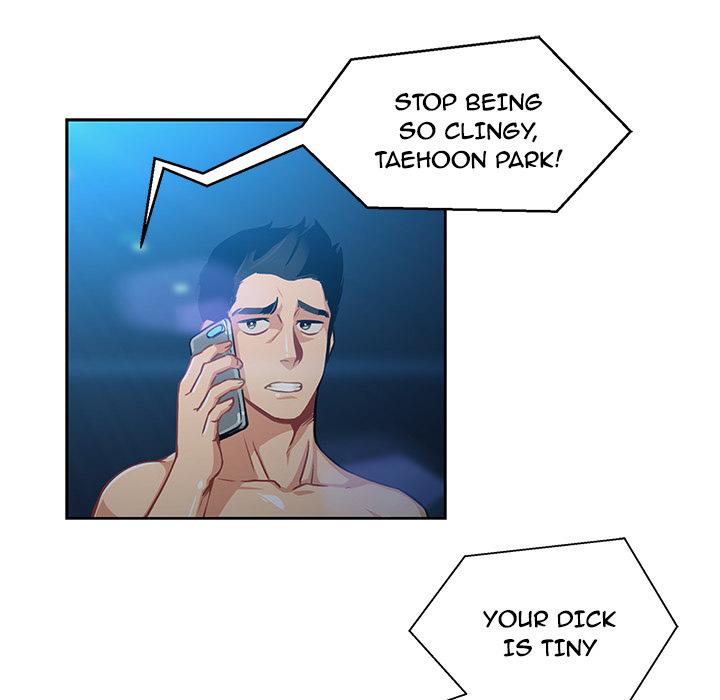 STOP BEING
SO CLINGY,
TAEHOON PARK!
YOUR DICK
IS TINY